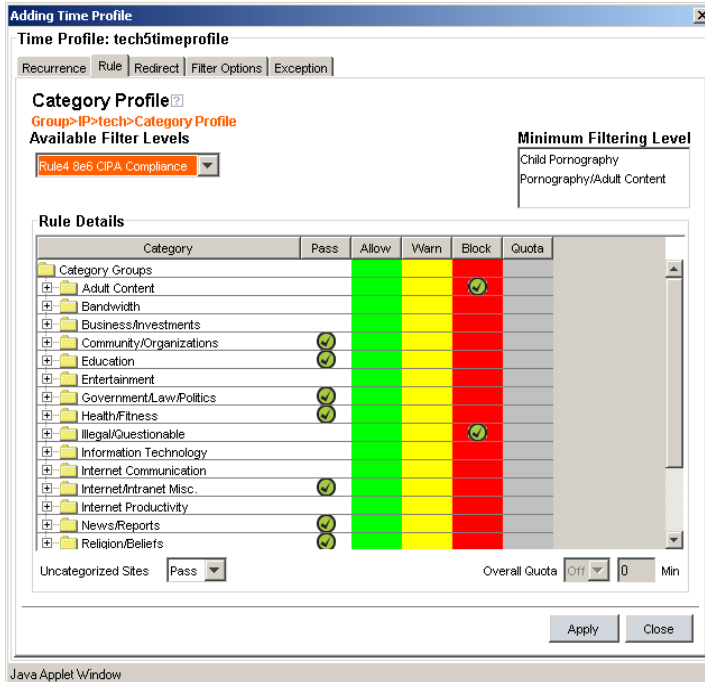 Adding Time Profile
Time Profile: tech5timeprofile
Recurrence Rule Redirect Filter Options Exception
Category Profile
Group>IP>tech>Category Profile
Available Filter Levels
Minimum Filtering Level
Rule4 8e6 CIPA Compliance
Child Pornography
Pornography/Adult Content
Rule Details
Category Pass Allow Warn Block Quota
Category Groups
Adult Content
Bandwidth
Business/Investments
Community/Organizations
Education
Entertainment
Government/Law/Politics
Health/Fitness
Illegal/Questionable
Information Technology
Internet Communication
Internet/Intranet Misc.
Internet Productivity
News/Reports
Religion/Beliefs
Uncategorized Sites Pass Overall Quota Off 0 Min
Apply Close
Java Applet Window